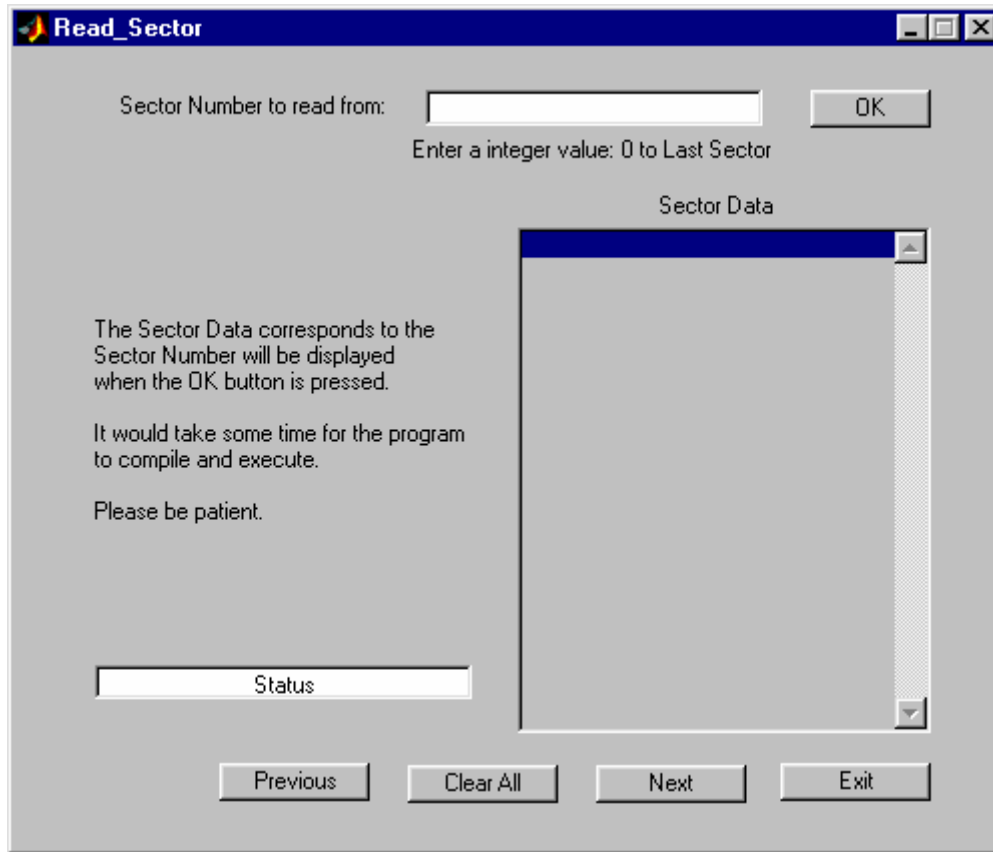 Read_Sector
Sector Number to read from:
OK
Enter a integer value: 0 to Last Sector
Sector Data
The Sector Data corresponds to the
Sector Number will be displayed
when the OK button is pressed.
It would take some time for the program
to compile and execute.
Please be patient.
Status
Previous
Clear All
Next
Exit